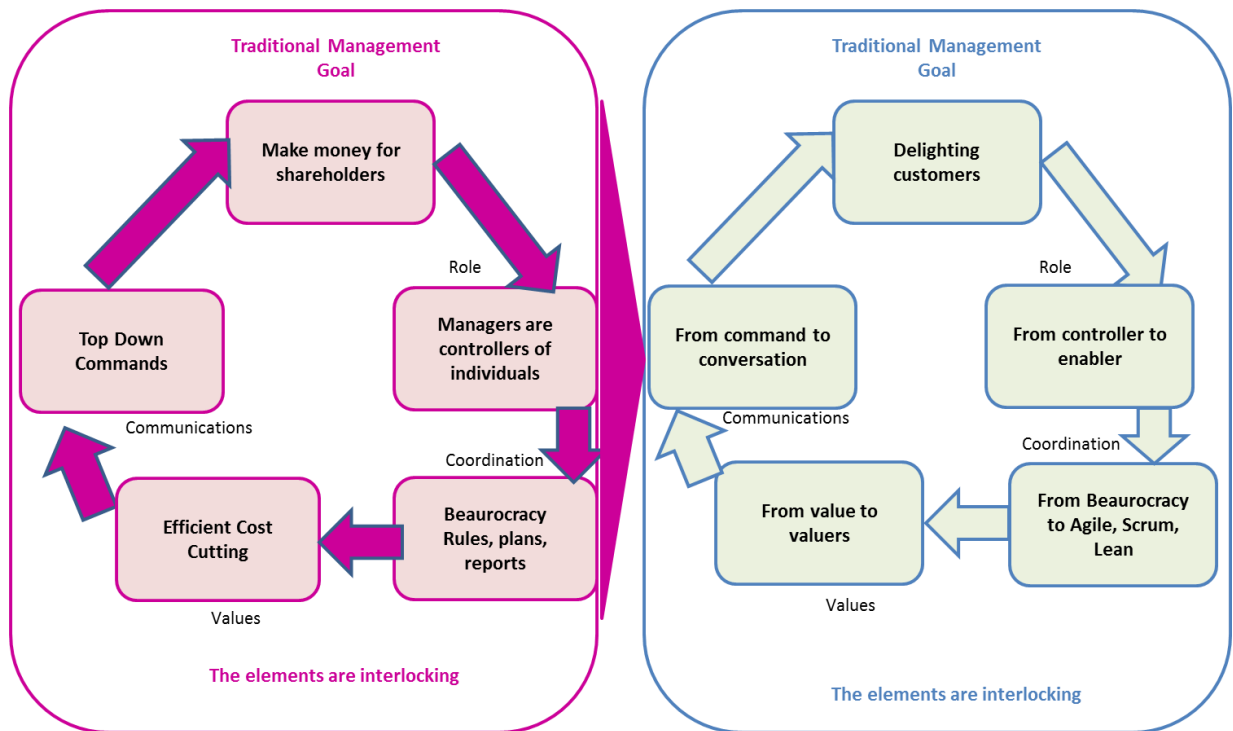 Traditional Management
Goal
Make money for
shareholders
Role
Managers are
controllers of
individuals
Coordination
Beaurocracy
Rules, plans,
reports
Efficient Cost
Cutting
Values
Top Down
Commands
Communications
The elements are interlocking
Traditional Management
Goal
Delighting
customers
Role
From controller to
enabler
Coordination
From Beaurocracy
to Agile, Scrum,
Lean
From value to
valuers
Values
From command to
conversation
Communications
The elements are interlocking